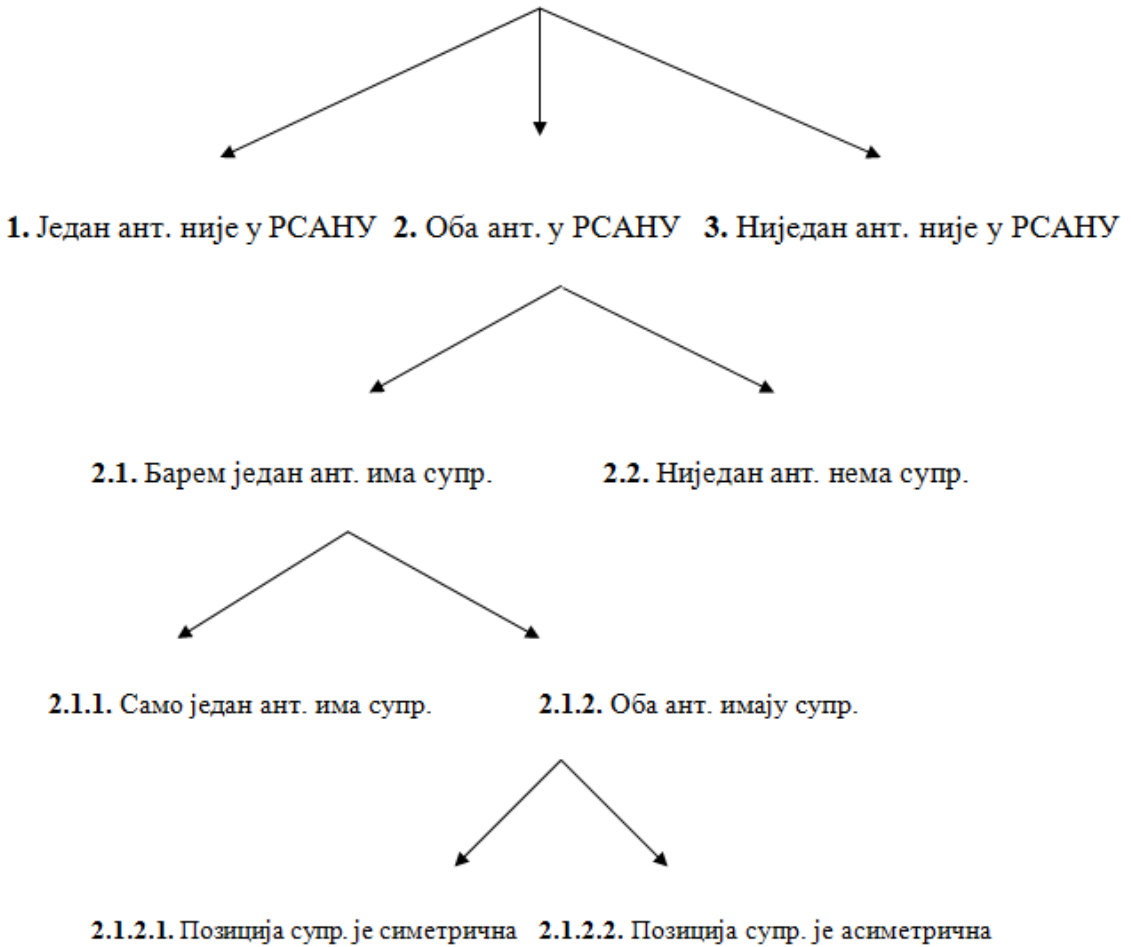 1. Један ант. није у РСАНУ 2. Оба ант. у РСАНУ 3. Ниједан ант. није у РСАНУ
2.1. Барем један ант. има супр. 2.2. Ниједан ант. нема супр.
2.1.1. Само један ант. има супр. 2.1.2. Оба ант. имају супр.
2.1.2.1. Позиција супр. је симетрична 2.1.2.2. Позиција супр. је асиметрична